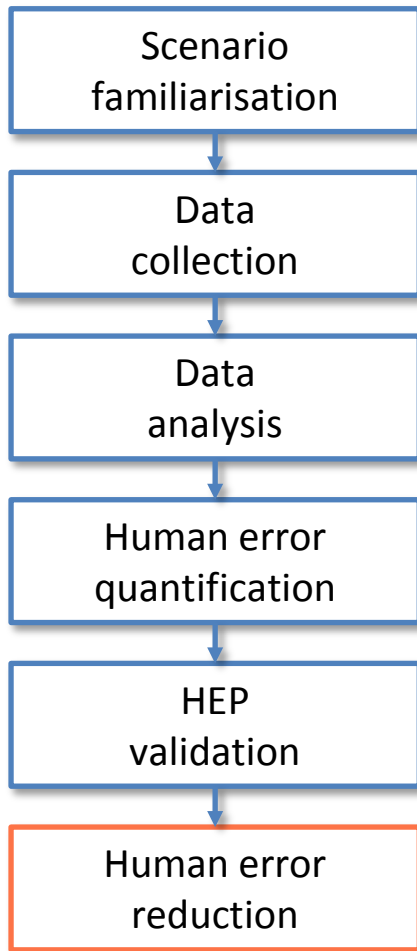 Scenario
familiarisation
Data
collection
Data
analysis
Human error
quantification
HEP
validation
Human error
reduction